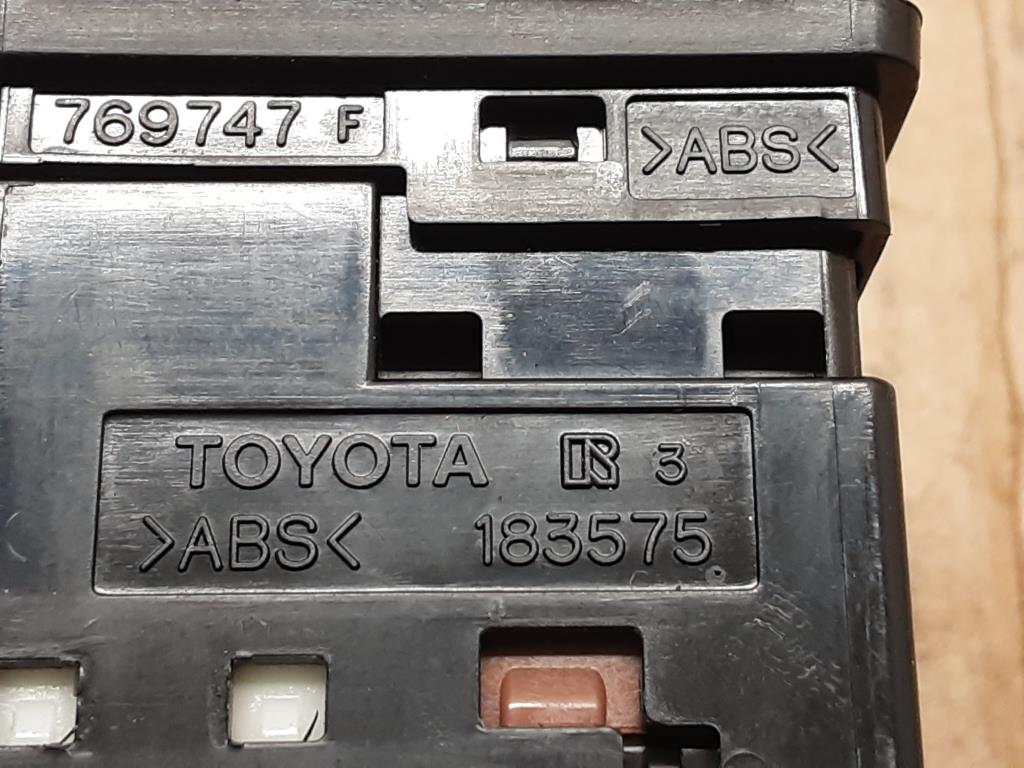 769747 F
>ABS<
TOYOTA R 3
>ABS< 183575